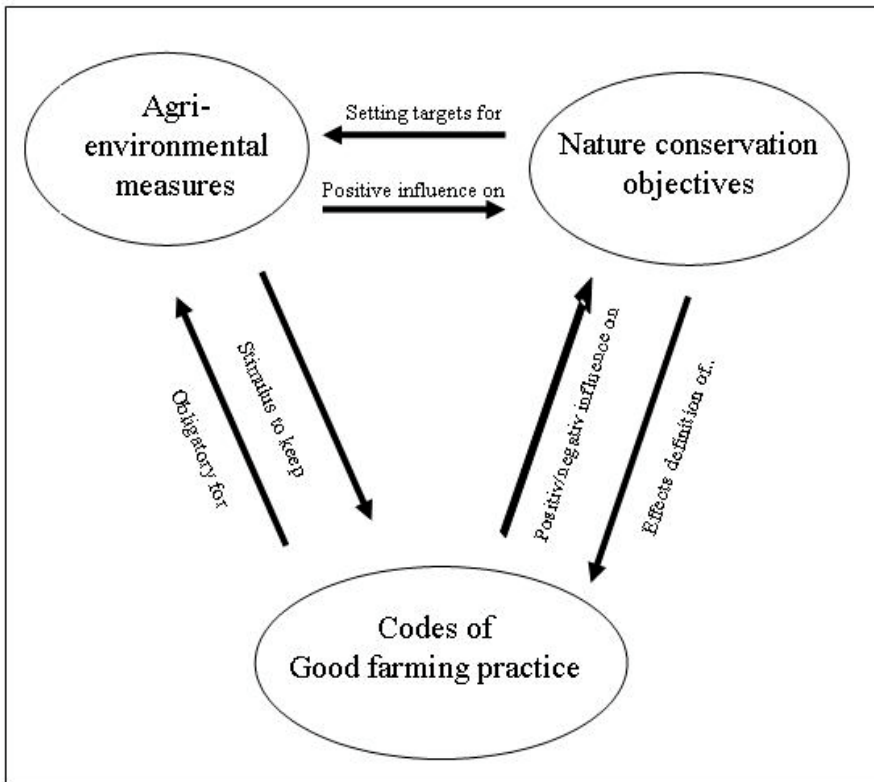 Agri-
environmental
measures
Setting targets for
Positive influence on
Nature conservation
objectives
Obligatory for
Stimulus to keep
Positiv/negativ influence on
Effects definition of..
Codes of
Good farming practice